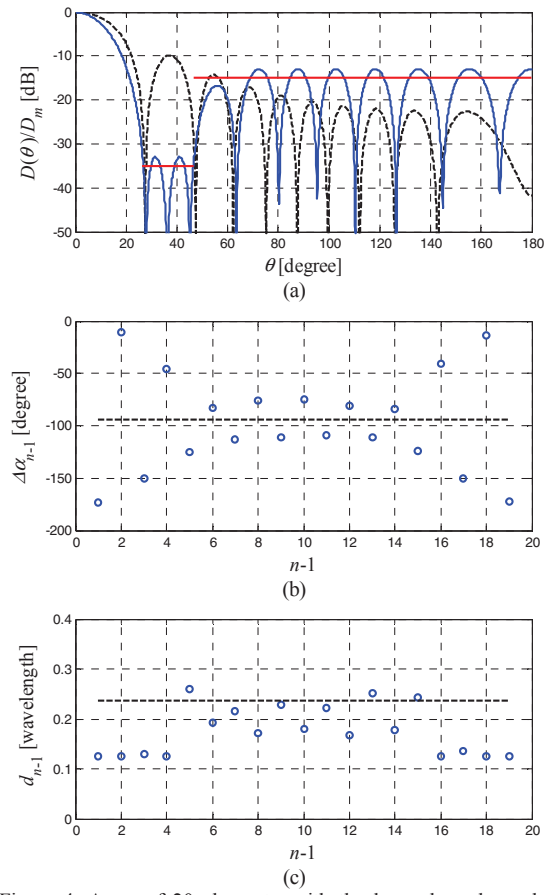 0
-10
-20
-30
-40
-50
D(θ)/D_m [dB]
0 20 40 60 80 100 120 140 160 180
θ [degree]
(a)
0
-50
-100
-150
-200
Δα_{n-1} [degree]
0 2 4 6 8 10 12 14 16 18 20
n-1
(b)
0.4
0.3
0.2
0.1
0
d_{n-1} [wavelength]
0 2 4 6 8 10 12 14 16 18 20
n-1
(c)